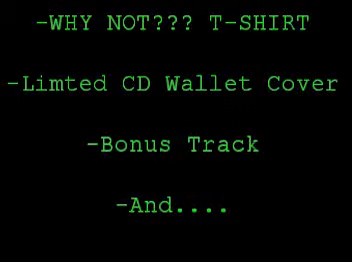 -WHY NOT??? T-SHIRT
-Limted CD Wallet Cover
-Bonus Track
-And....